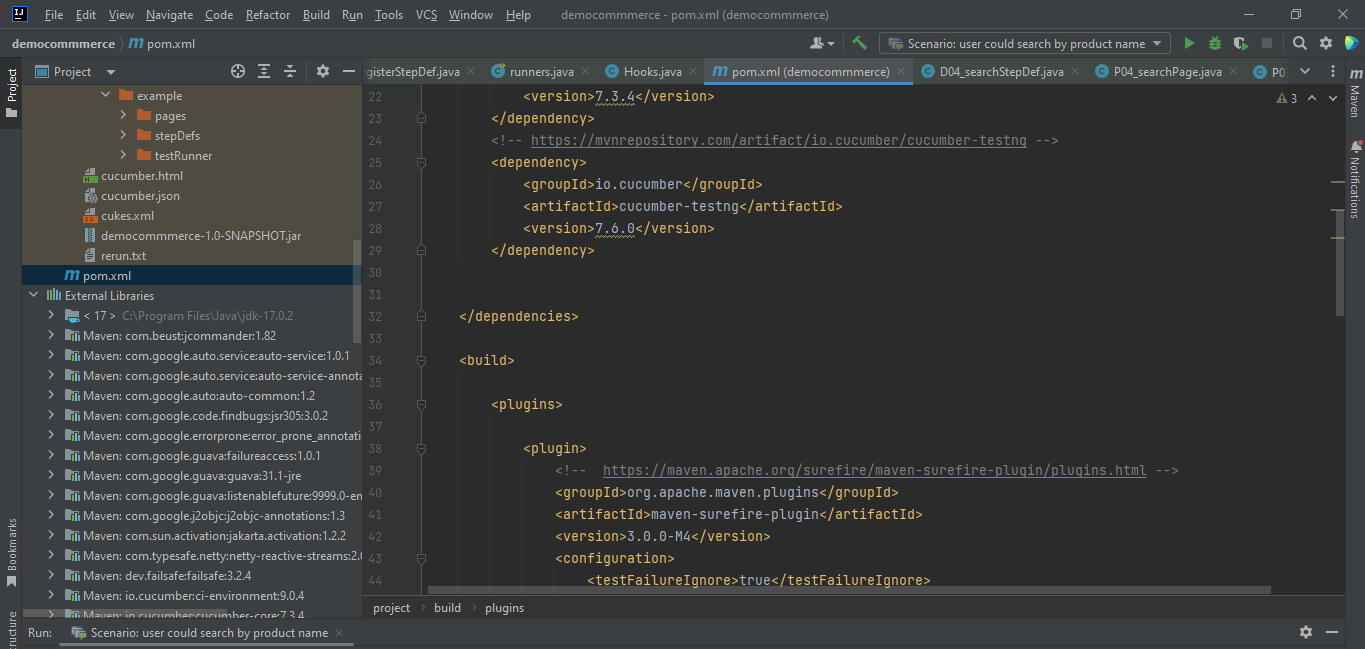 File Edit View Navigate Code Refactor Build Run Tools VCS Window Help democommmerce - pom.xml (democommmerce)
democommmerce pom.xml Scenario: user could search by product name
Project
gisterStepDef.java runners.java Hooks.java pom.xml (democommmerce) D04_searchStepDef.java P04_searchPage.java P0
Project
Maven
Notifications
Bookmarks
ructure
example
pages
stepDefs
testRunner
cucumber.html
cucumber.json
cukes.xml
democommmerce-1.0-SNAPSHOT.jar
rerun.txt
pom.xml
External Libraries
< 17 > C:\Program Files\Java\jdk-17.0.2
Maven: com.beust:jcommander:1.82
Maven: com.google.auto.service:auto-service:1.0.1
Maven: com.google.auto.service:auto-service-annota
Maven: com.google.auto:auto-common:1.2
Maven: com.google.code.findbugs:jsr305:3.0.2
Maven: com.google.errorprone:error_prone_annotati
Maven: com.google.guava:failureaccess:1.0.1
Maven: com.google.guava:guava:31.1-jre
Maven: com.google.guava:listenablefuture:9999.0-en
Maven: com.google.j2objc:j2objc-annotations:1.3
Maven: com.sun.activation:jakarta.activation:1.2.2
Maven: com.typesafe.netty:netty-reactive-streams:2.0
Maven: dev.failsafe:failsafe:3.2.4
Maven: io.cucumber:ci-environment:9.0.4
Maven: io.cucumber:cucumber-core:7.3.4
3
22 <version>7.3.4</version>
23 </dependency>
24 <!-- https://mvnrepository.com/artifact/io.cucumber/cucumber-testng -->
25 <dependency>
26 <groupId>io.cucumber</groupId>
27 <artifactId>cucumber-testng</artifactId>
28 <version>7.6.0</version>
29 </dependency>
30
31
32 </dependencies>
33
34 <build>
35
36 <plugins>
37
38 <plugin>
39 <!-- https://maven.apache.org/surefire/maven-surefire-plugin/plugins.html -->
40 <groupId>org.apache.maven.plugins</groupId>
41 <artifactId>maven-surefire-plugin</artifactId>
42 <version>3.0.0-M4</version>
43 <configuration>
44 <testFailureIgnore>true</testFailureIgnore>
project build plugins
Run: Scenario: user could search by product name